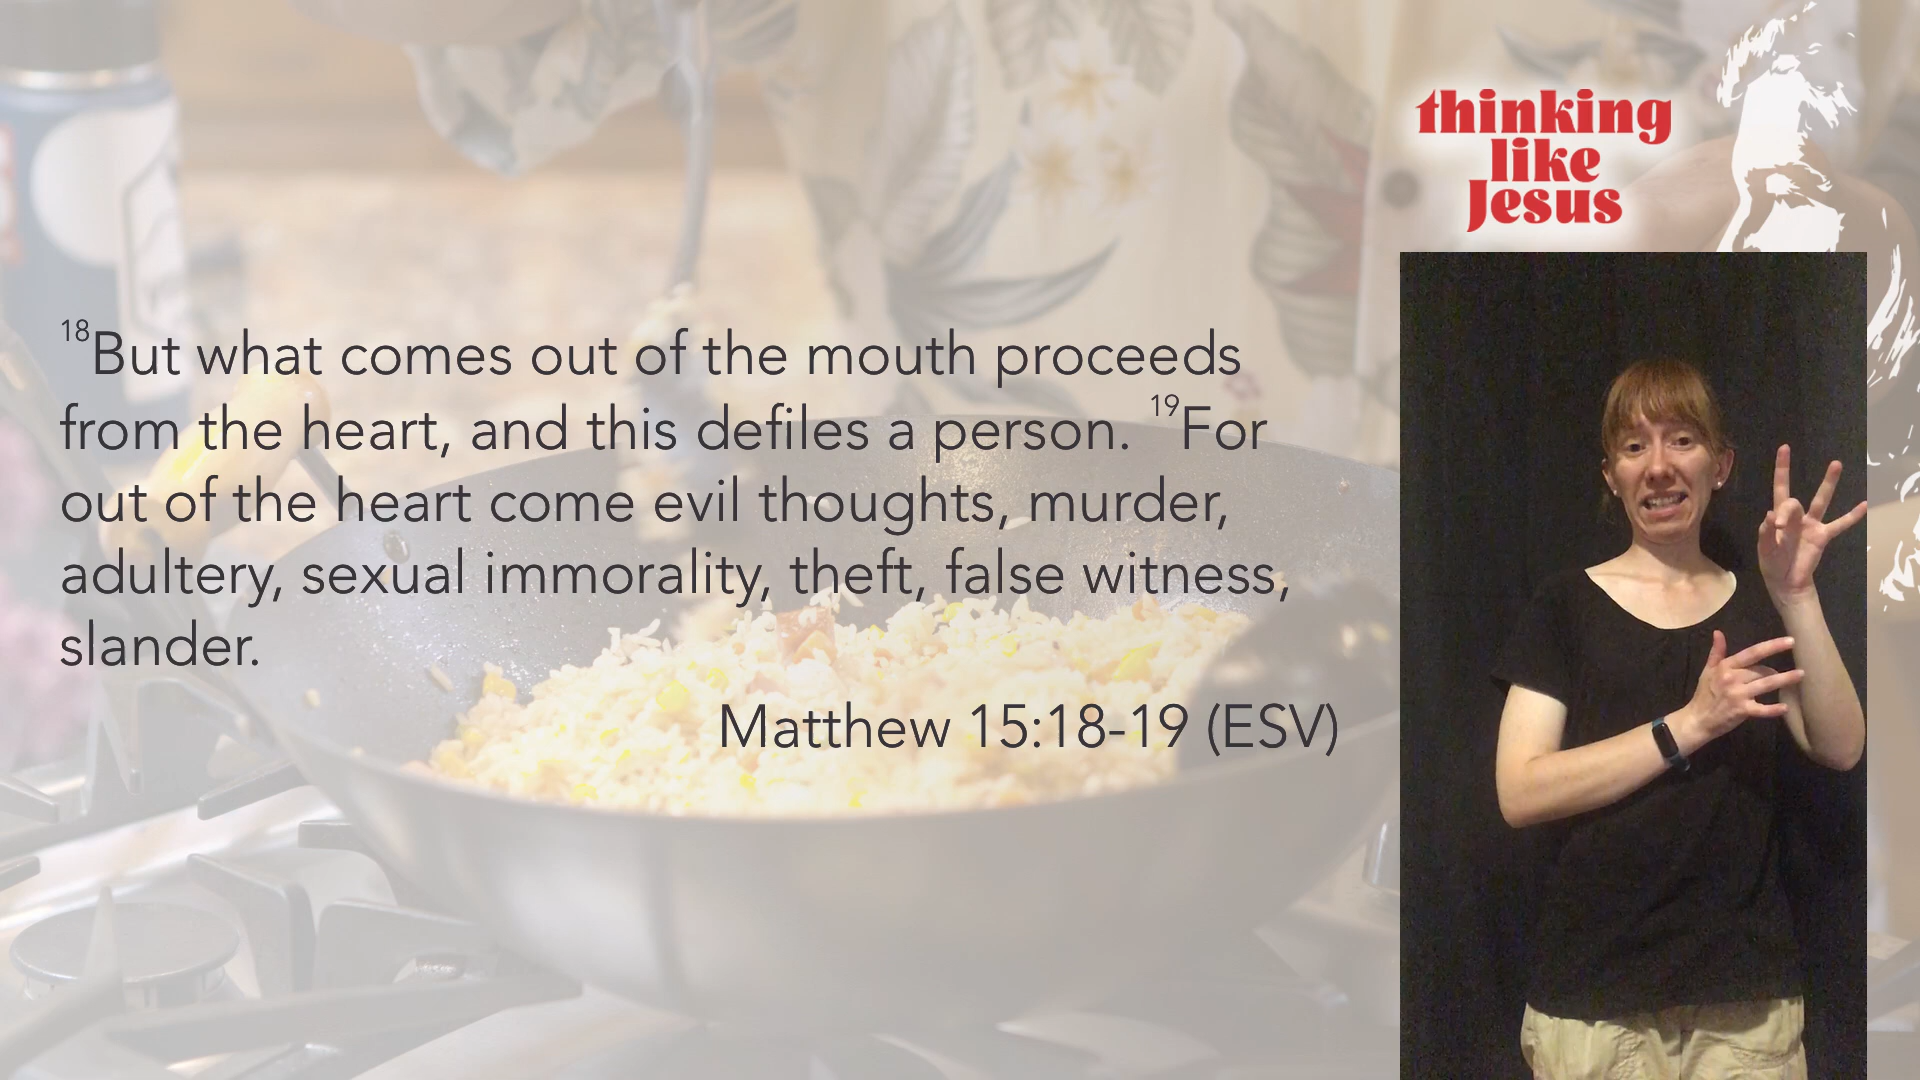 thinking
like
Jesus
18But what comes out of the mouth proceeds
from the heart, and this defiles a person. 19For
out of the heart come evil thoughts, murder,
adultery, sexual immorality, theft, false witness,
slander.
Matthew 15:18-19 (ESV)